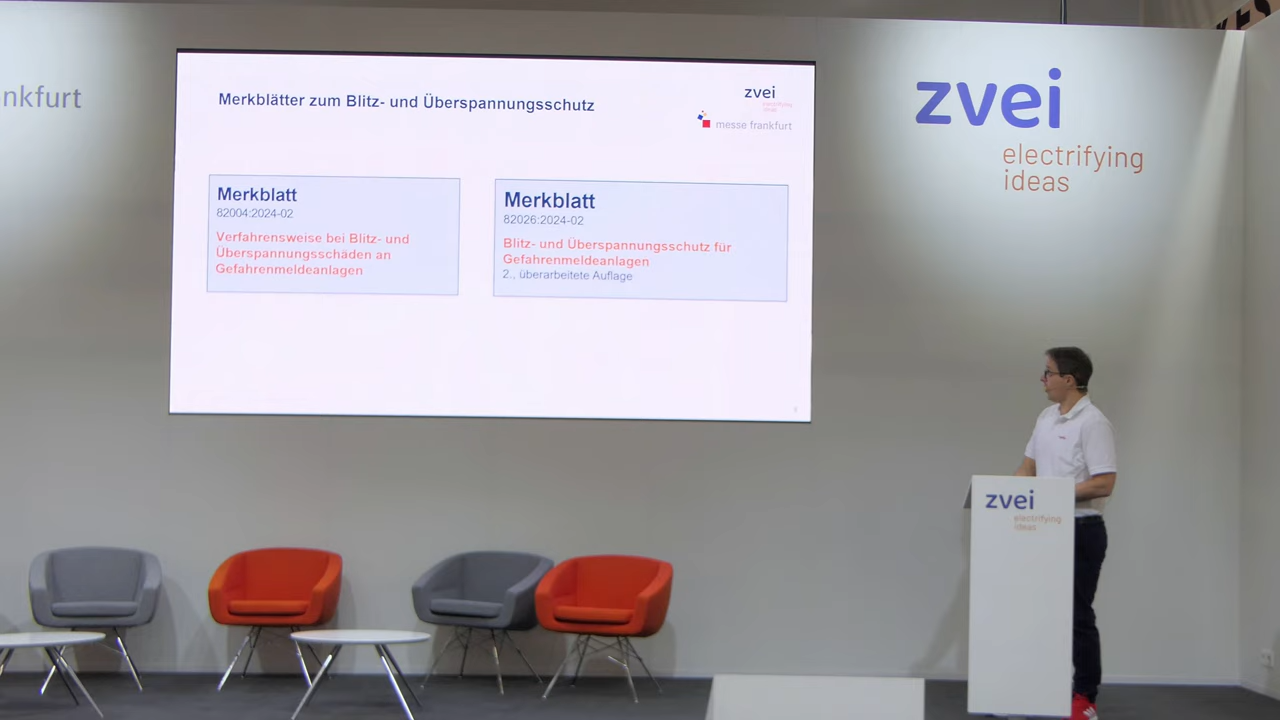 nkfurt
Merkblätter zum Blitz- und Überspannungsschutz
zvei
electrifying
ideas
messe frankfurt
Merkblatt
82004:2024-02
Verfahrensweise bei Blitz- und
Überspannungsschäden an
Gefahrenmeldeanlagen
Merkblatt
82026:2024-02
Blitz- und Überspannungsschutz für
Gefahrenmeldeanlagen
2., überarbeitete Auflage
zvei
electrifying
ideas
zvei
electrifying
ideas